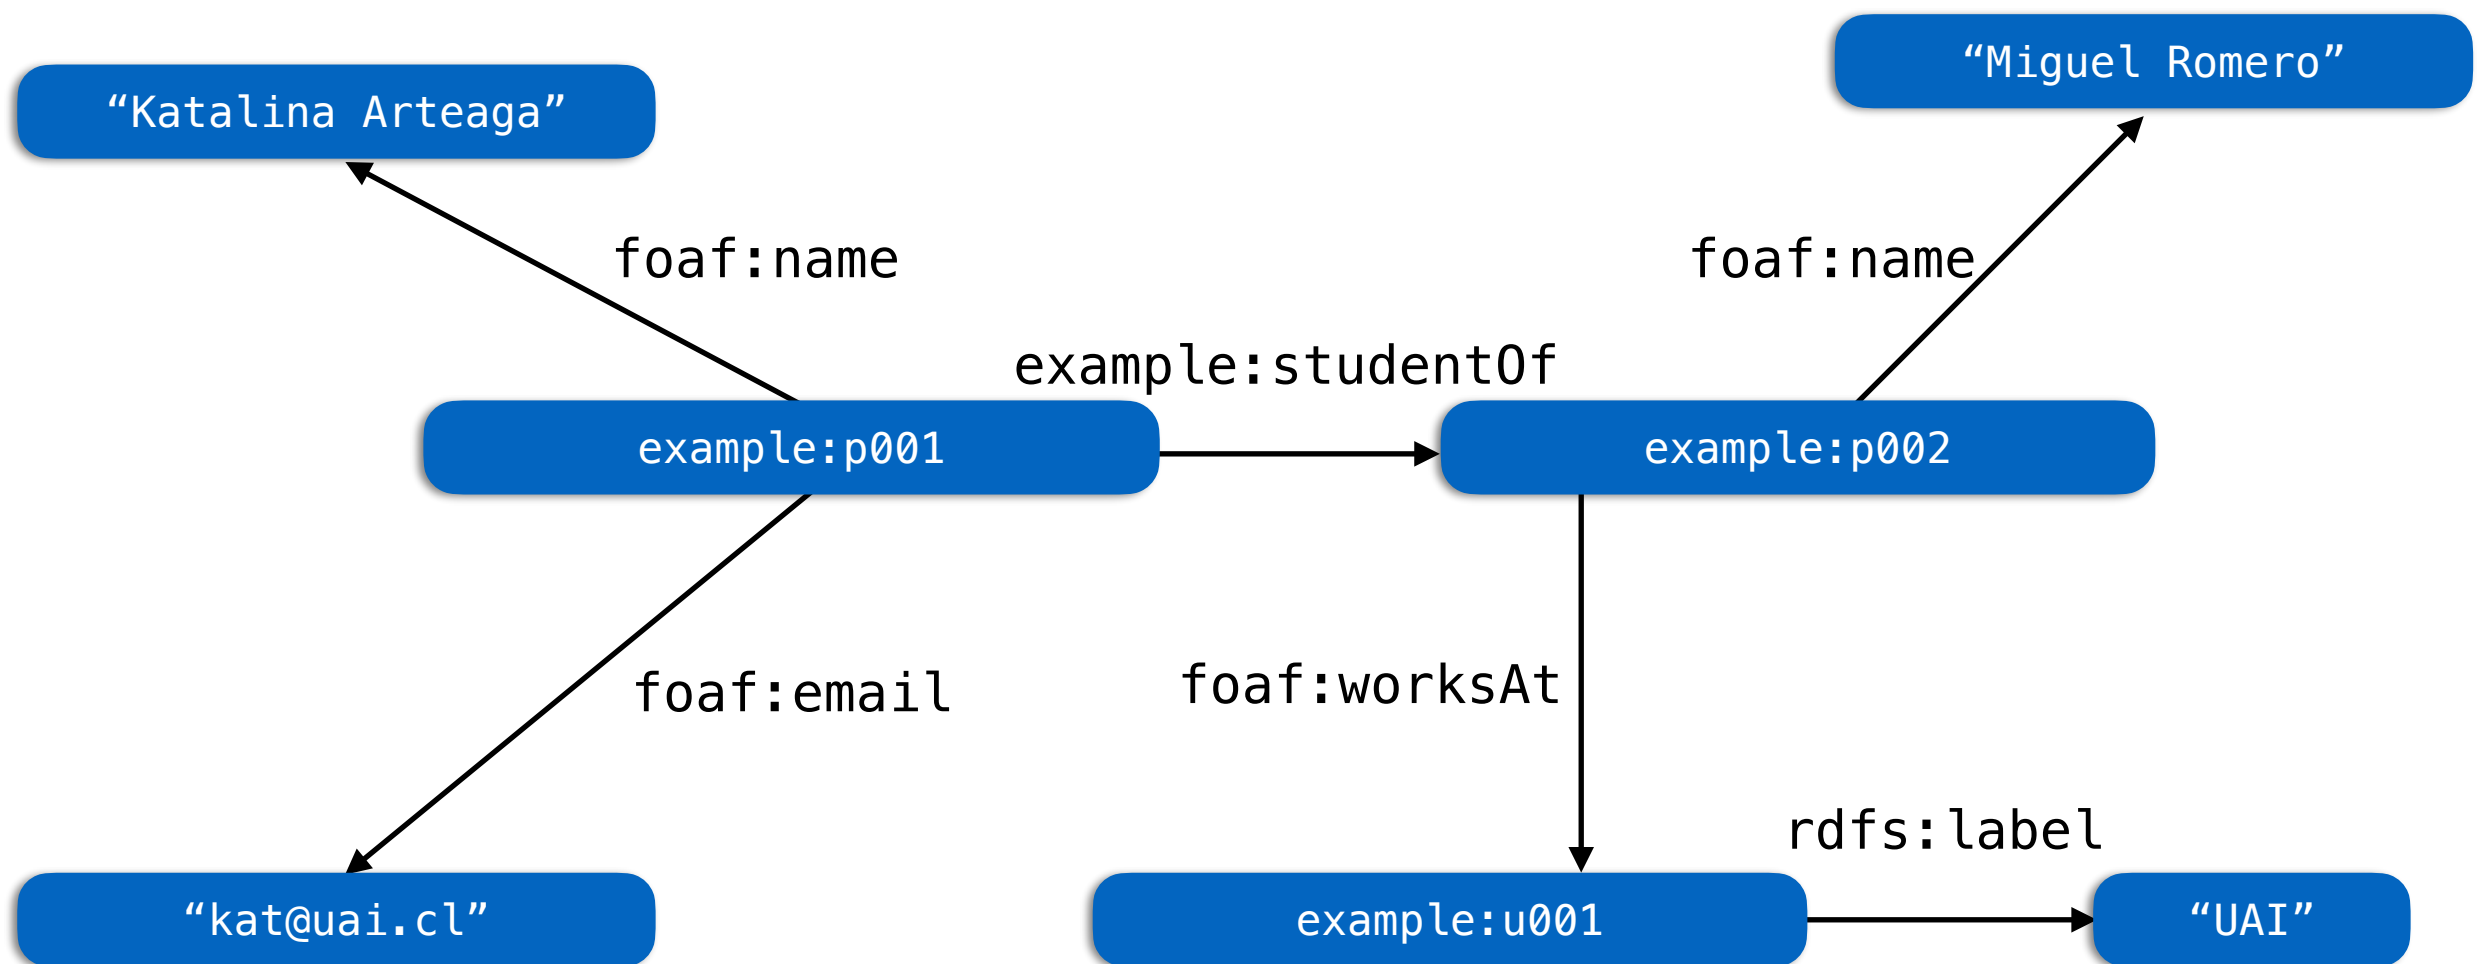 “Miguel Romero”
“Katalina Arteaga”
foaf:name
foaf:name
example:studentOf
example:p001
example:p002
foaf:email
foaf:worksAt
rdfs:label
“kat@uai.cl”
example:u001
“UAI”